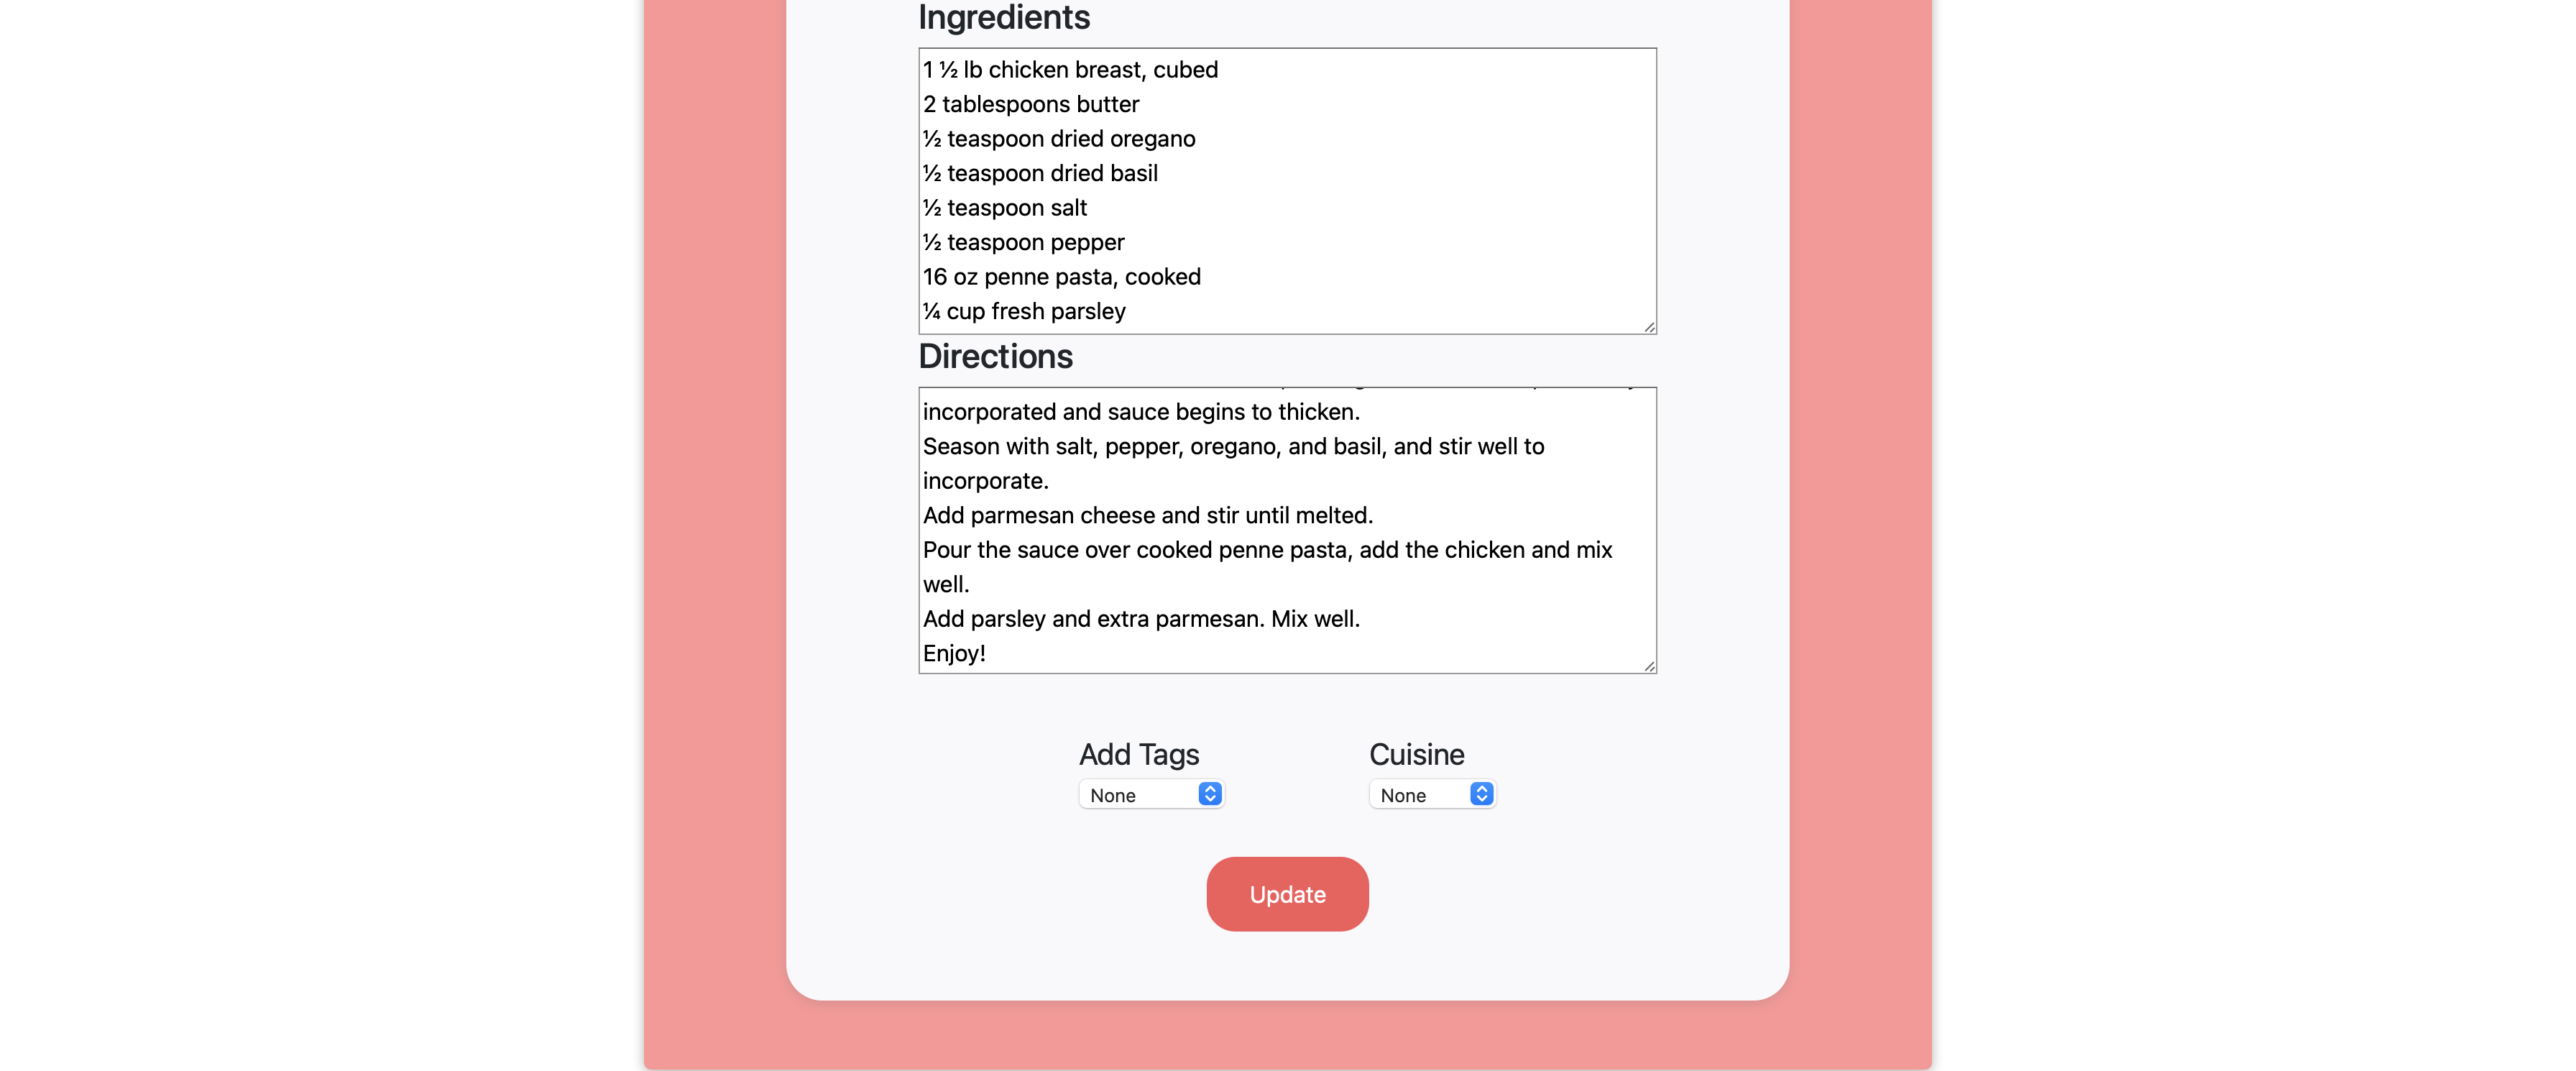 Ingredients
1 ½ lb chicken breast, cubed
2 tablespoons butter
½ teaspoon dried oregano
½ teaspoon dried basil
½ teaspoon salt
½ teaspoon pepper
16 oz penne pasta, cooked
¼ cup fresh parsley
Directions
incorporated and sauce begins to thicken.
Season with salt, pepper, oregano, and basil, and stir well to
incorporate.
Add parmesan cheese and stir until melted.
Pour the sauce over cooked penne pasta, add the chicken and mix
well.
Add parsley and extra parmesan. Mix well.
Enjoy!
Add Tags Cuisine
None None
Update